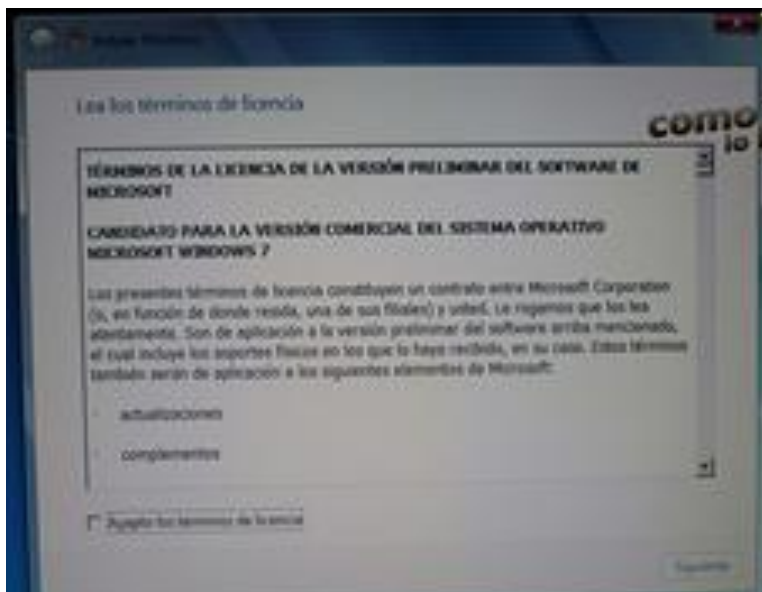 Instalar Windows
Lea los términos de licencia
como
lo
TÉRMINOS DE LA LICENCIA DE LA VERSIÓN PRELIMINAR DEL SOFTWARE DE
MICROSOFT
CANDIDATO PARA LA VERSIÓN COMERCIAL DEL SISTEMA OPERATIVO
MICROSOFT WINDOWS 7
Los presentes términos de licencia constituyen un contrato entre Microsoft Corporation
(o, en función de donde resida, una de sus filiales) y usted. Le rogamos que los lea
atentamente. Son de aplicación a la versión preliminar del software arriba mencionado,
el cual incluye los soportes físicos en los que lo haya recibido, en su caso. Estos términos
también serán de aplicación a los siguientes elementos de Microsoft:
· actualizaciones
· complementos
Acepto los términos de licencia
Siguiente